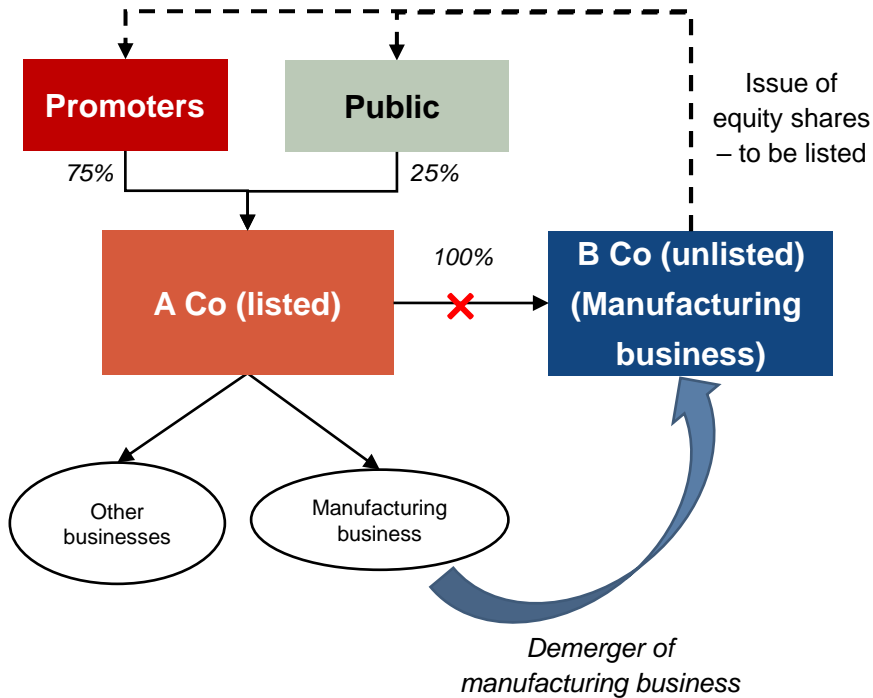 Promoters
Public
Issue of
equity shares
– to be listed
75%
25%
A Co (listed)
100%
B Co (unlisted)
(Manufacturing
business)
Other
businesses
Manufacturing
business
Demerger of
manufacturing business